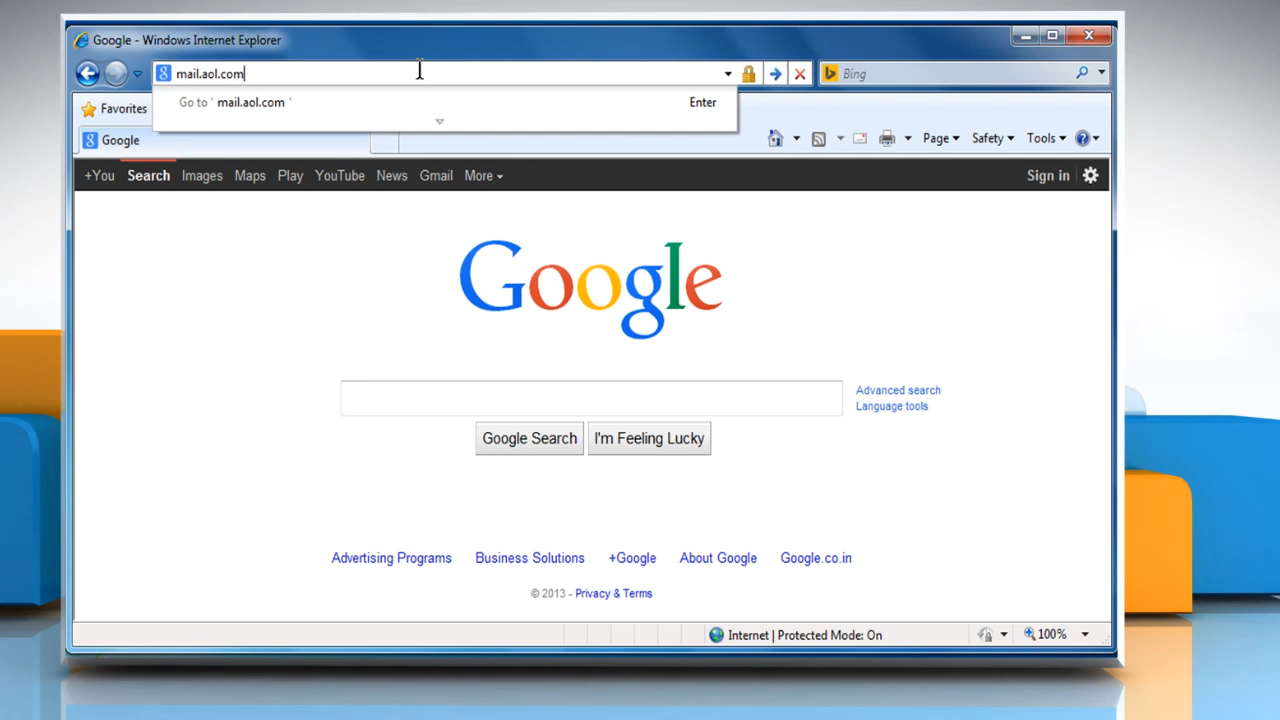 Google - Windows Internet Explorer
mail.aol.com
Bing
Go to ' mail.aol.com ' Enter
Favorites
Google
Page Safety Tools
+You Search Images Maps Play YouTube News Gmail More Sign in
Google
Advanced search
Language tools
Google Search I'm Feeling Lucky
Advertising Programs Business Solutions +Google About Google Google.co.in
© 2013 - Privacy & Terms
Internet | Protected Mode: On 100%